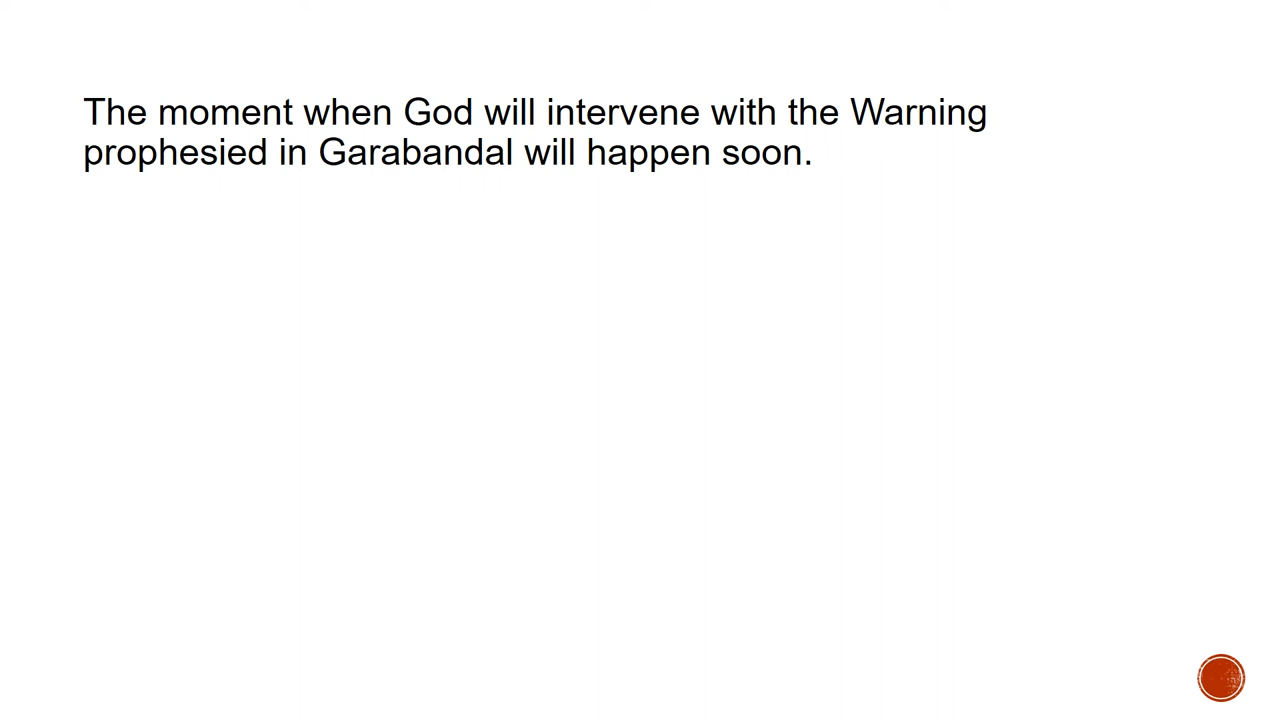 The moment when God will intervene with the Warning
prophesied in Garabandal will happen soon.